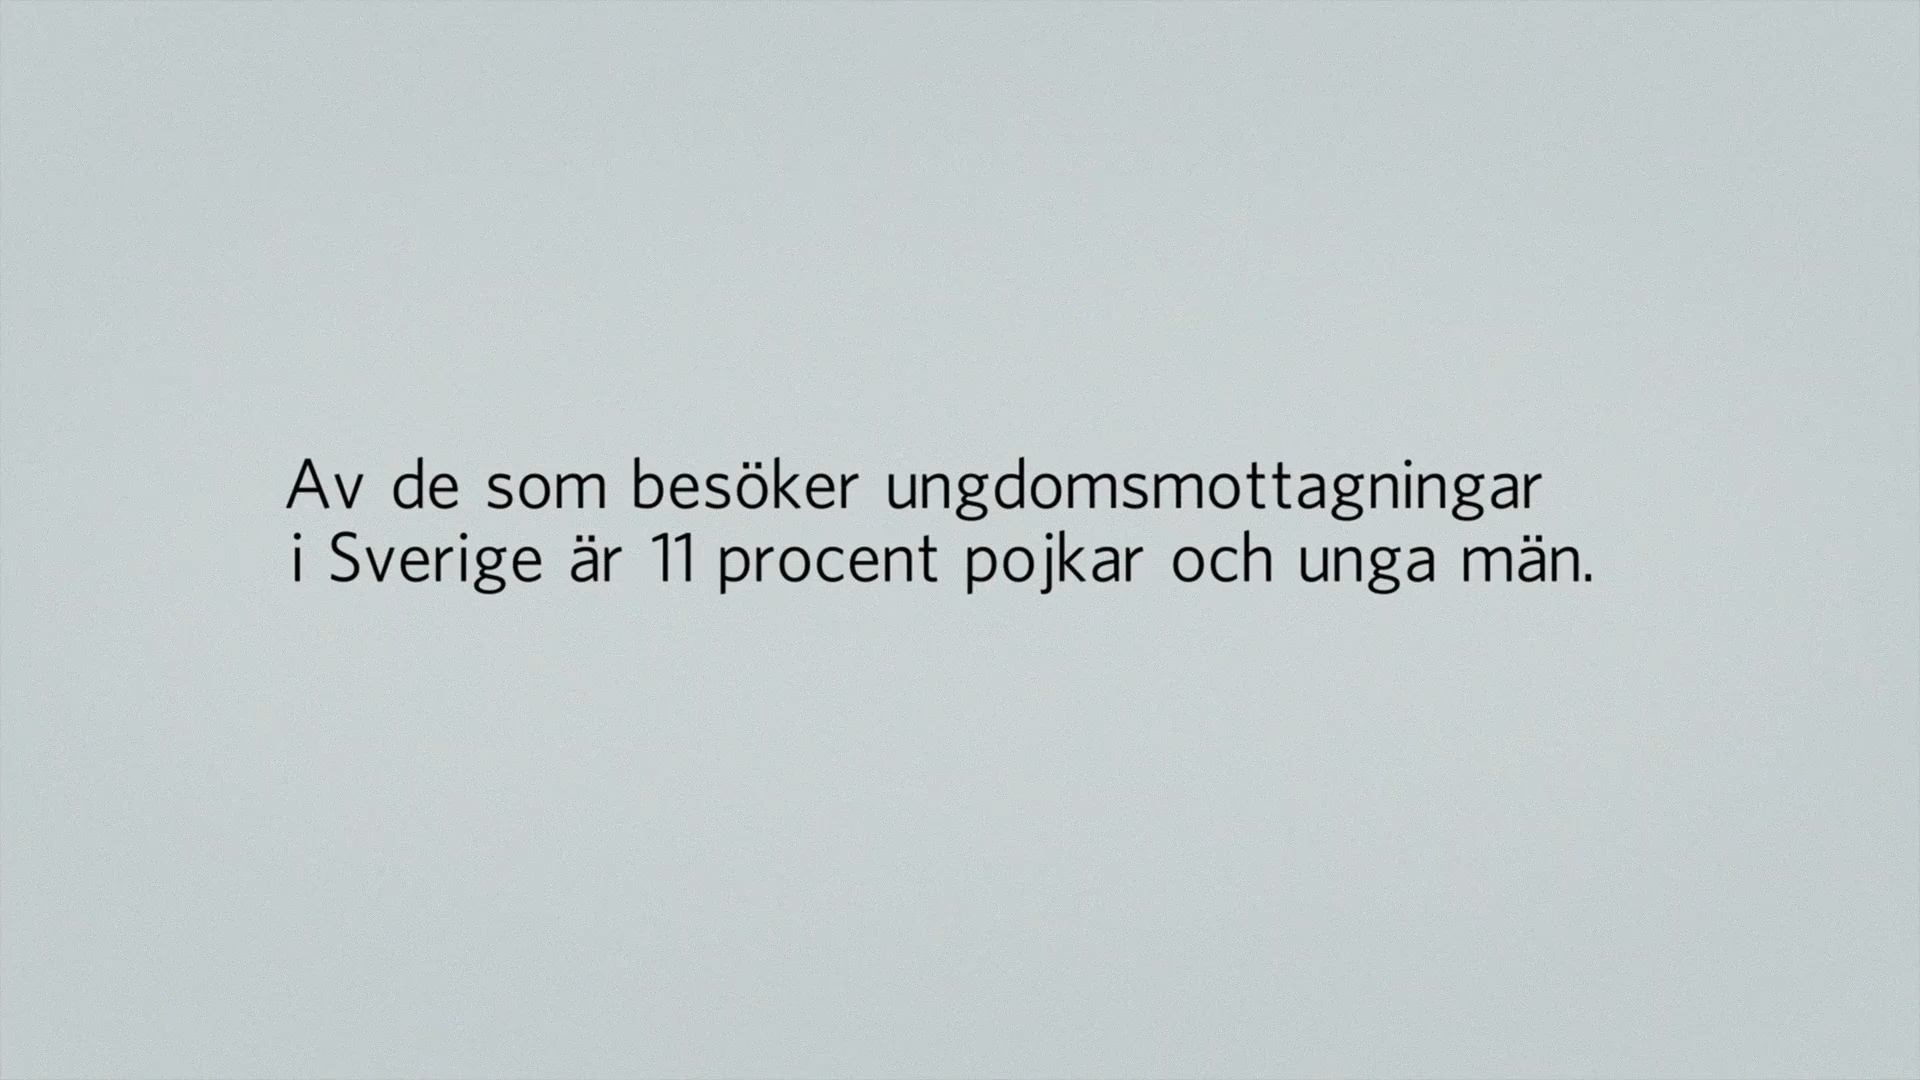 Av de som besöker ungdomsmottagningar
i Sverige är 11 procent pojkar och unga män.